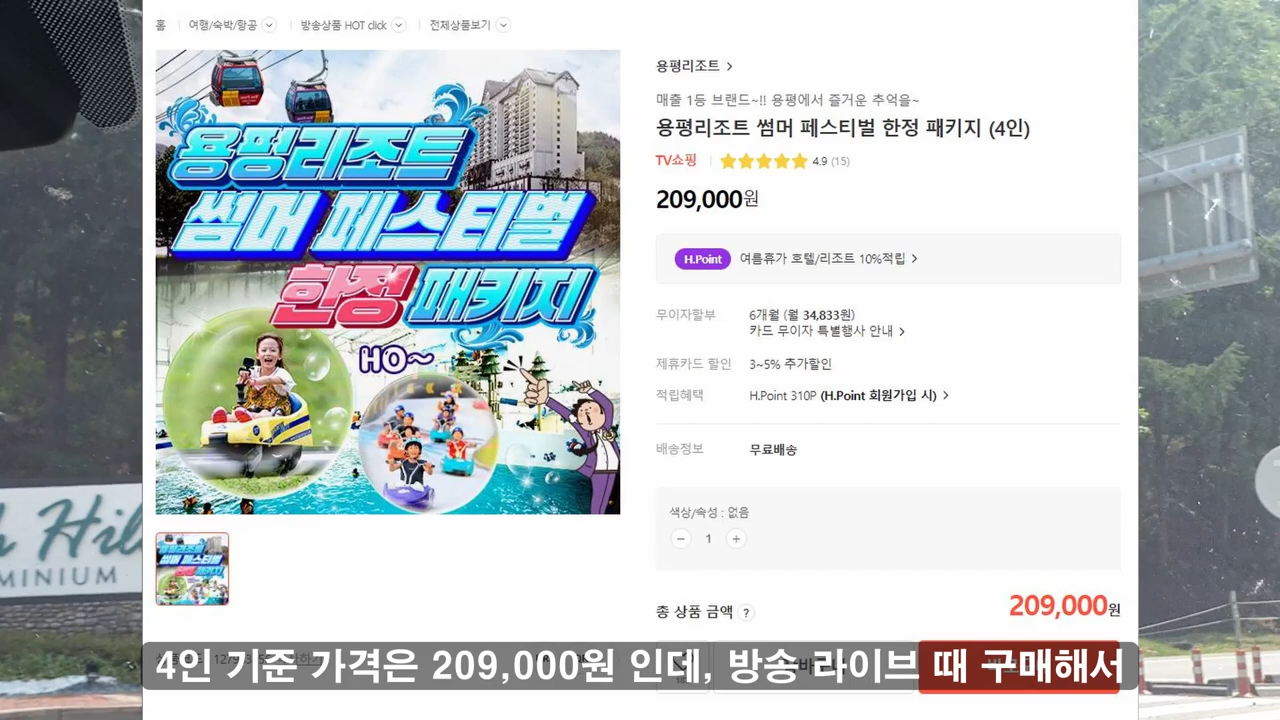 홈
여행/숙박/항공
방송상품 HOT click
전체상품보기
용평리조트
썸머 페스티벌
한정 패키지
HO~
용평리조트 >
매출 1등 브랜드~!! 용평에서 즐거운 추억을~
용평리조트 썸머 페스티벌 한정 패키지 (4인)
TV쇼핑 4.9 (15)
209,000원
H.Point 여름휴가 호텔/리조트 10%적립 >
무이자할부 6개월 (월 34,833원)
카드 무이자 특별행사 안내 >
제휴카드 할인 3~5% 추가할인
적립혜택 H.Point 310P (H.Point 회원가입 시) >
배송정보 무료배송
색상/속성 : 없음
− 1 +
총 상품 금액 ? 209,000원
MINIUM
4인 기준 가격은 209,000원 인데, 방송 라이브 때 구매해서